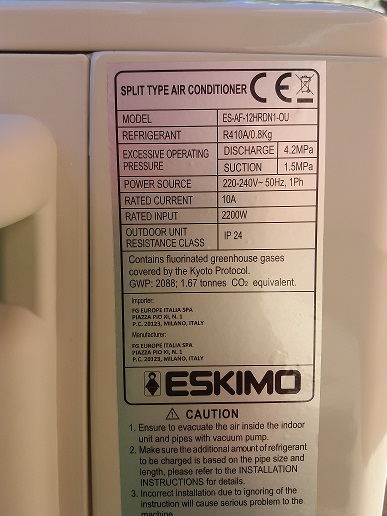 SPLIT TYPE AIR CONDITIONER CE
MODEL ES-AF-12HRDN1-OU
REFRIGERANT R410A/0.8Kg
EXCESSIVE OPERATING PRESSURE DISCHARGE 4.2MPa
SUCTION 1.5MPa
POWER SOURCE 220-240V~ 50Hz, 1Ph
RATED CURRENT 10A
RATED INPUT 2200W
OUTDOOR UNIT RESISTANCE CLASS IP 24
Contains fluorinated greenhouse gases
covered by the Kyoto Protocol.
GWP: 2088; 1.67 tonnes CO₂ equivalent.
Importer:
FG EUROPE ITALIA SPA
PIAZZA PIO XI, N. 1
P.C. 20123, MILANO, ITALY
Manufacturer:
FG EUROPE ITALIA SPA
PIAZZA PIO XI, N. 1
P.C. 20123, MILANO, ITALY
ESKIMO
CAUTION
1. Ensure to evacuate the air inside the indoor
unit and pipes with vacuum pump.
2. Make sure the additional amount of refrigerant
to be charged is based on the pipe size and
length, please refer to the INSTALLATION
INSTRUCTIONS for details.
3. Incorrect installation due to ignoring of the
instruction will cause serious problem to the
machine